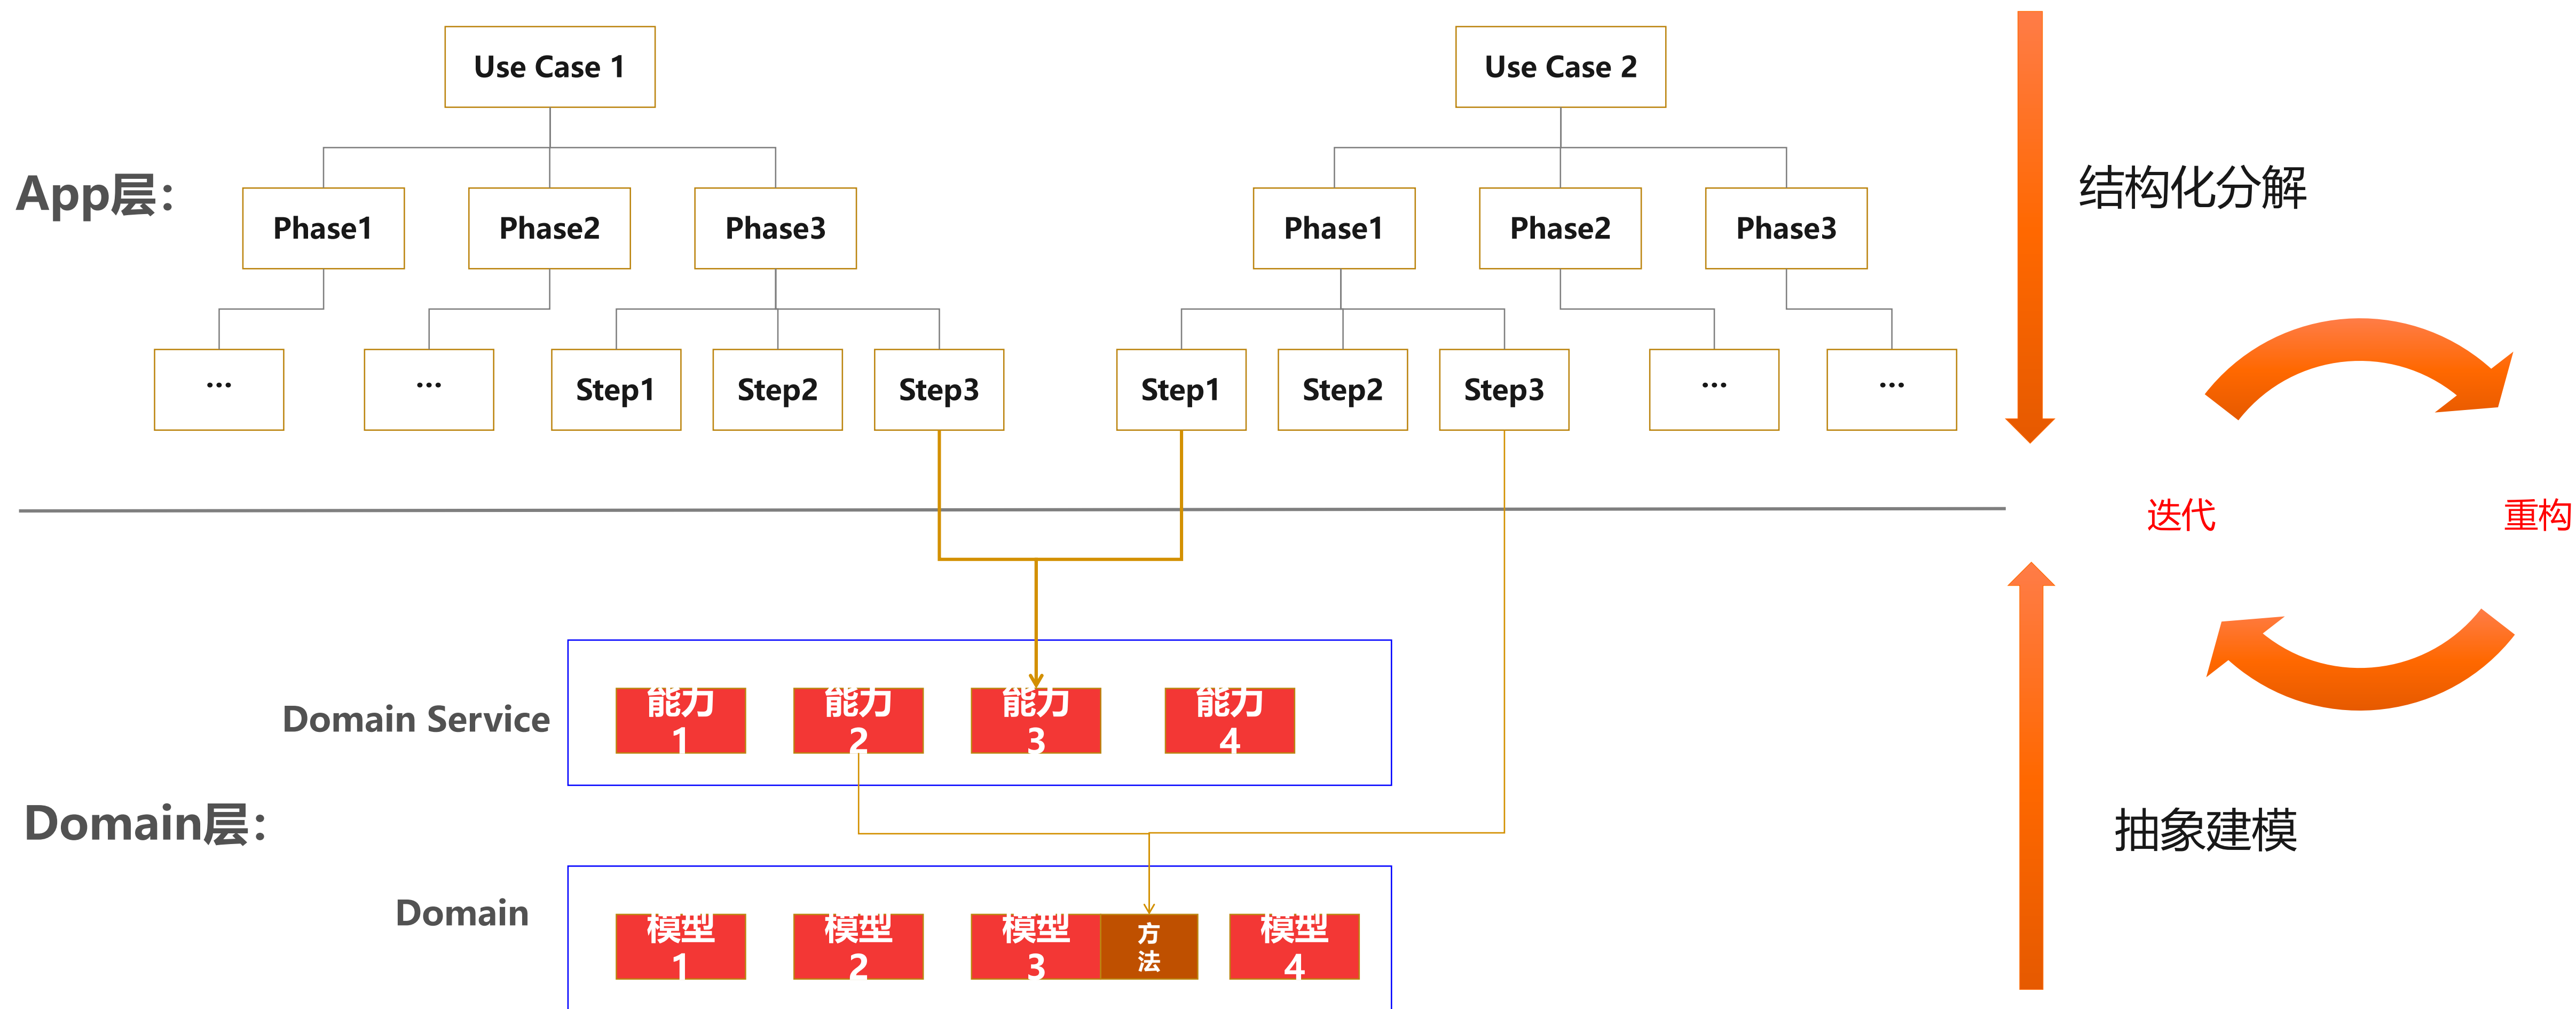 Use Case 1
Use Case 2
App层：
结构化分解
Phase1
Phase2
Phase3
Phase1
Phase2
Phase3
...
...
Step1
Step2
Step3
Step1
Step2
Step3
...
...
迭代
重构
Domain Service
能力
1
能力
2
能力
3
能力
4
Domain层：
抽象建模
Domain
模型
1
模型
2
模型
3
方
法
模型
4